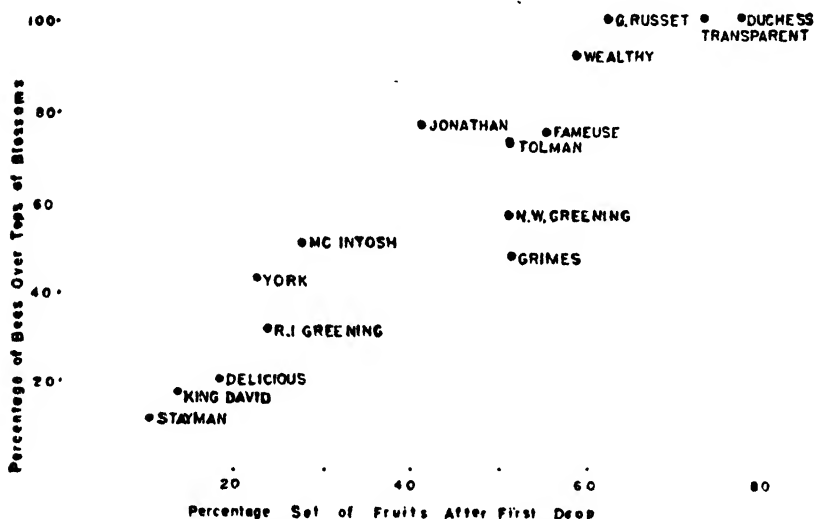 100
G.RUSSET
DUCHESS
TRANSPARENT
WEALTHY
80
JONATHAN
FAMEUSE
TOLMAN
60
N.W. GREENING
MC INTOSH
GRIMES
40
YORK
R.I GREENING
20
DELICIOUS
KING DAVID
STAYMAN
20 40 60 80
Percentage Set of Fruits After First Drop
Percentage of Bees Over Tops of Blossoms